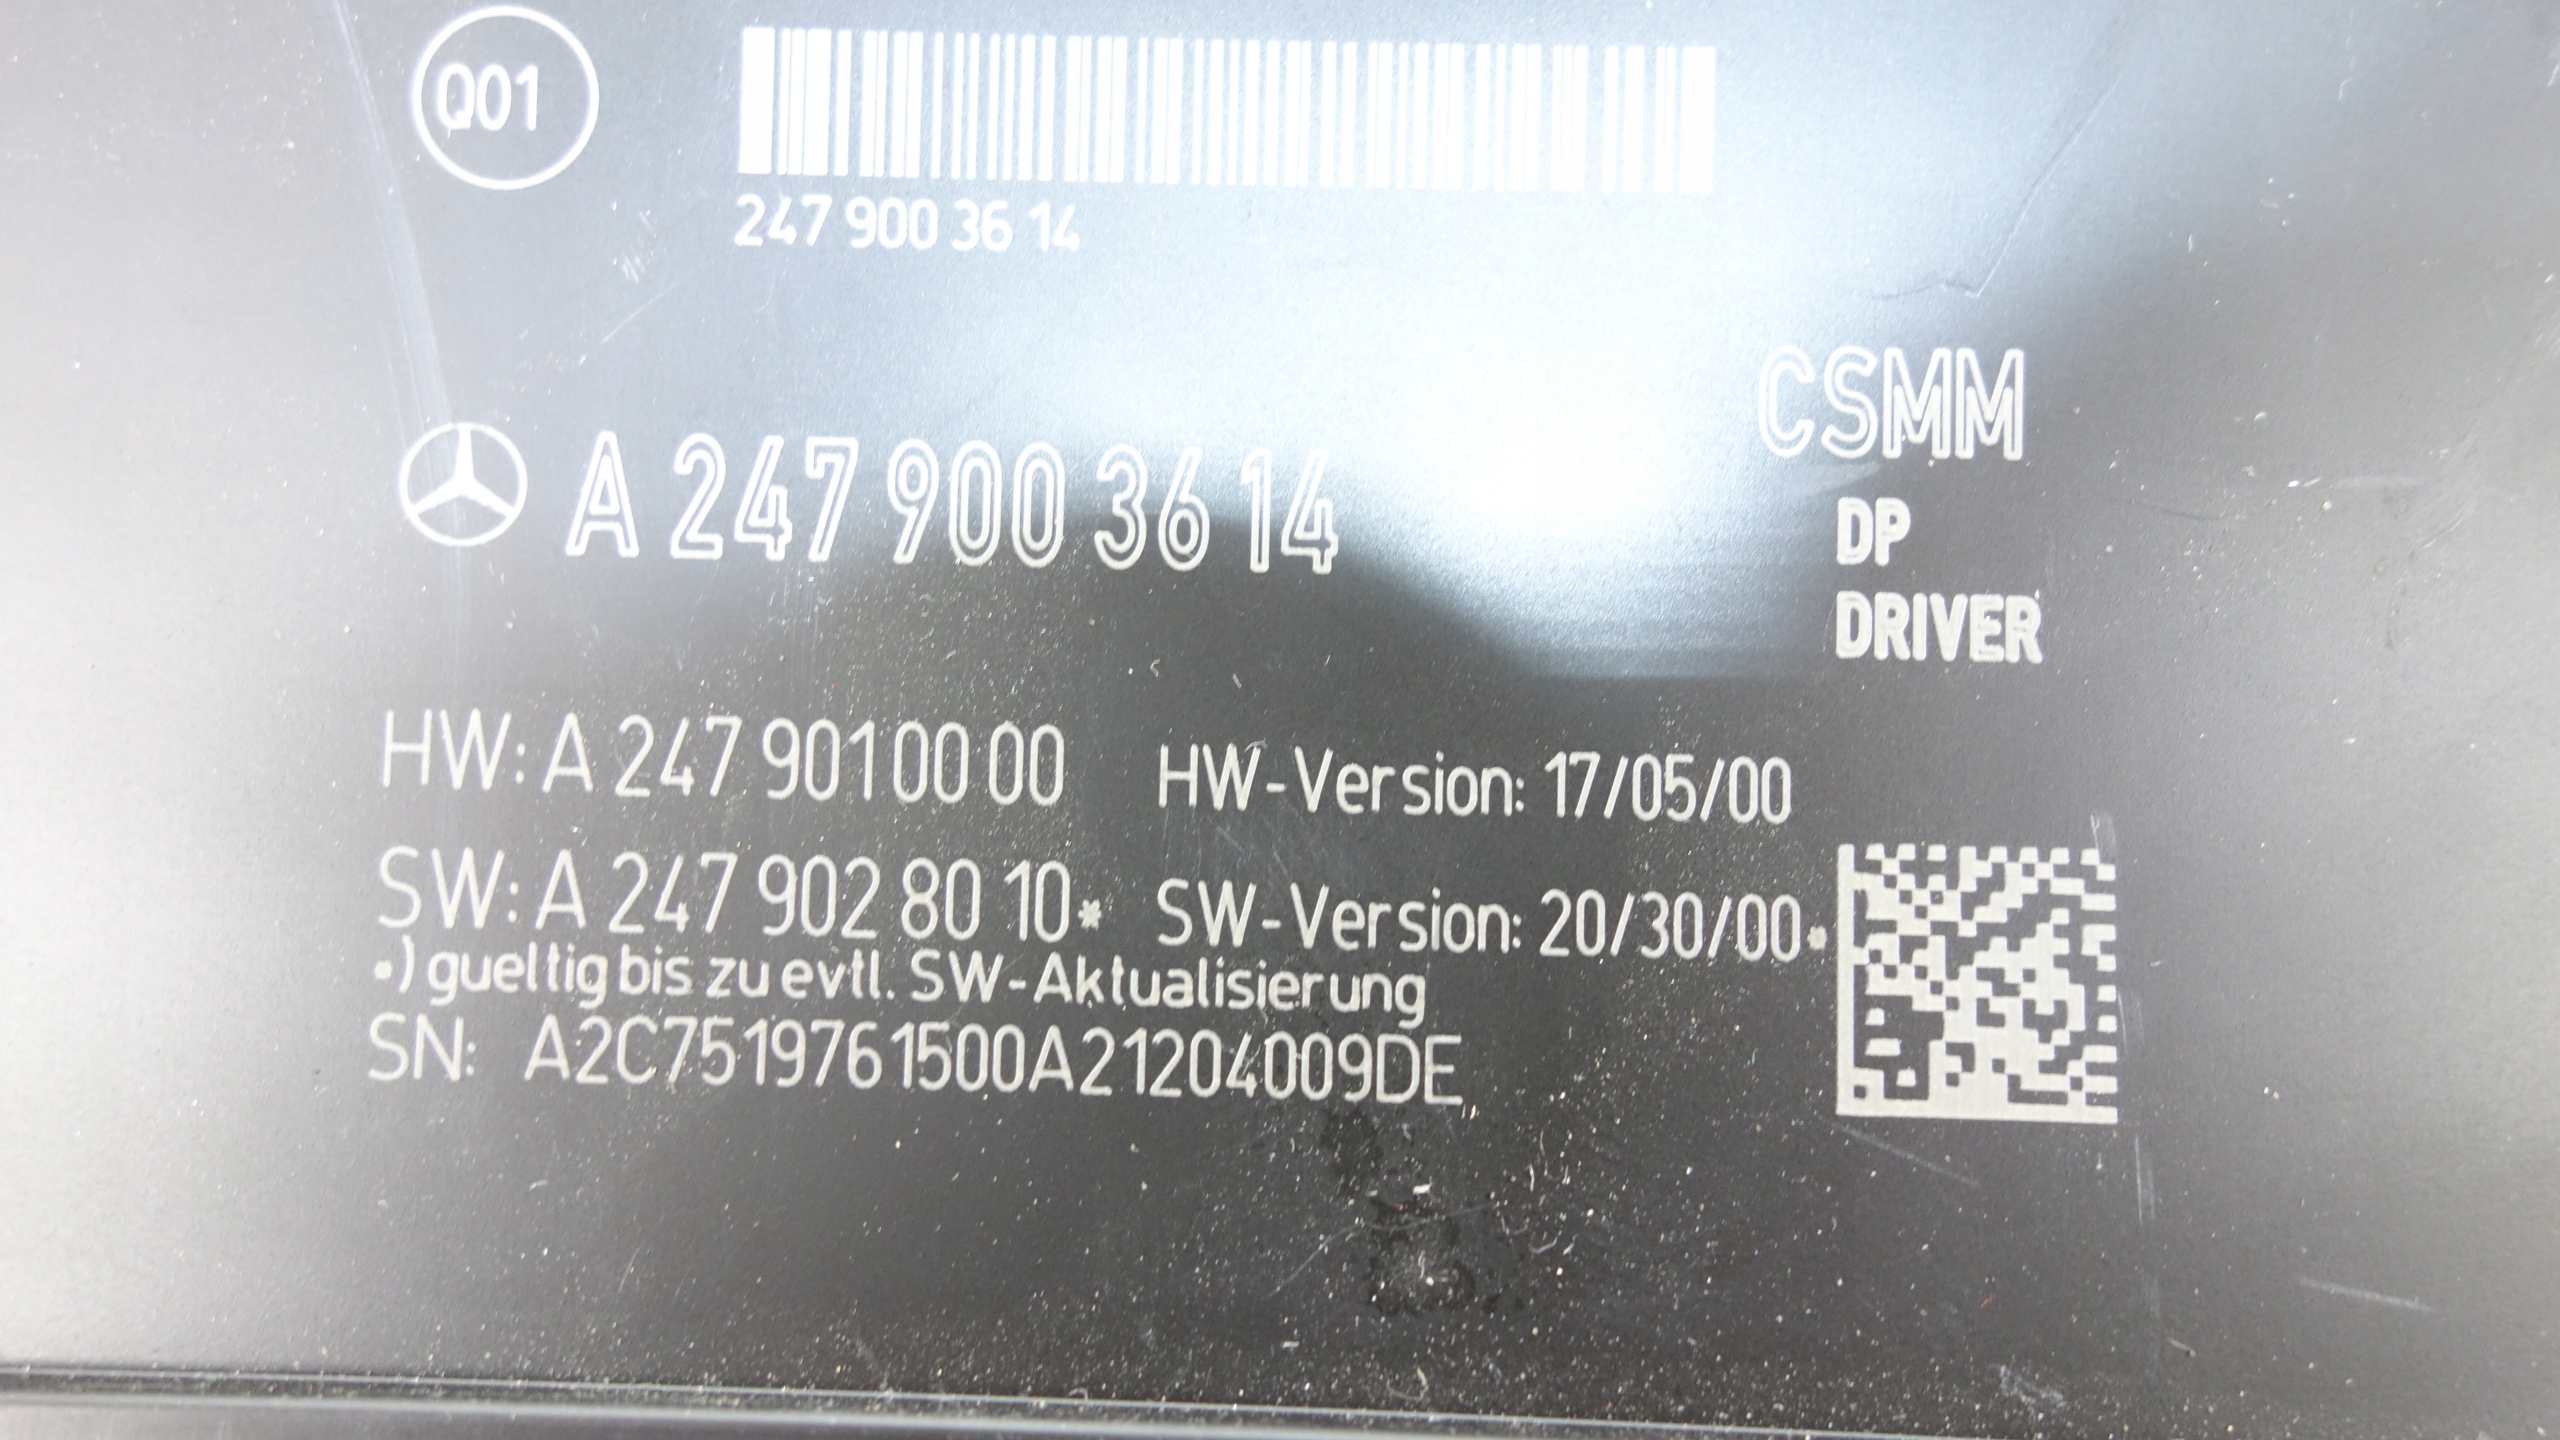 Q01
247 900 36 14
CSMM
A 247 900 36 14
DP
DRIVER
HW: A 247 901 00 00 HW-Version: 17/05/00
SW: A 247 902 80 10* SW-Version: 20/30/00*
*) gueltig bis zu evtl. SW-Aktualisierung
SN: A2C7519761500A21204009DE